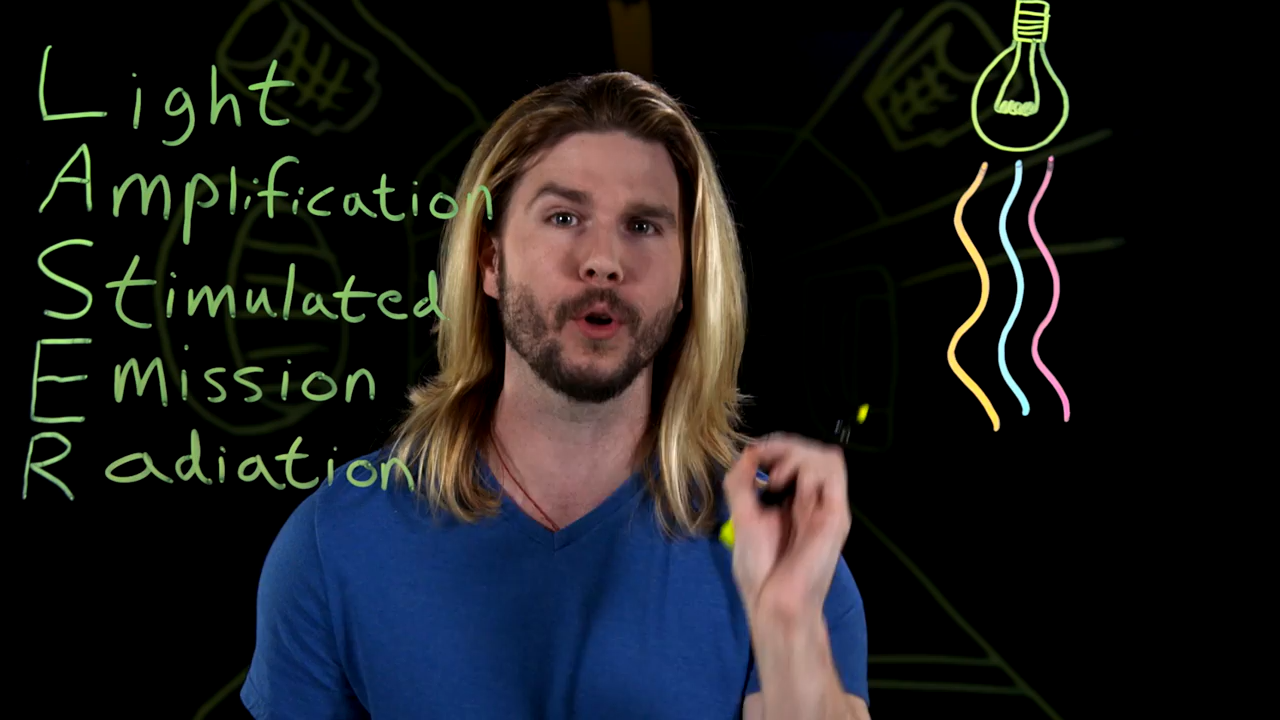 Light
Amplification
Stimulated
Emission
Radiation